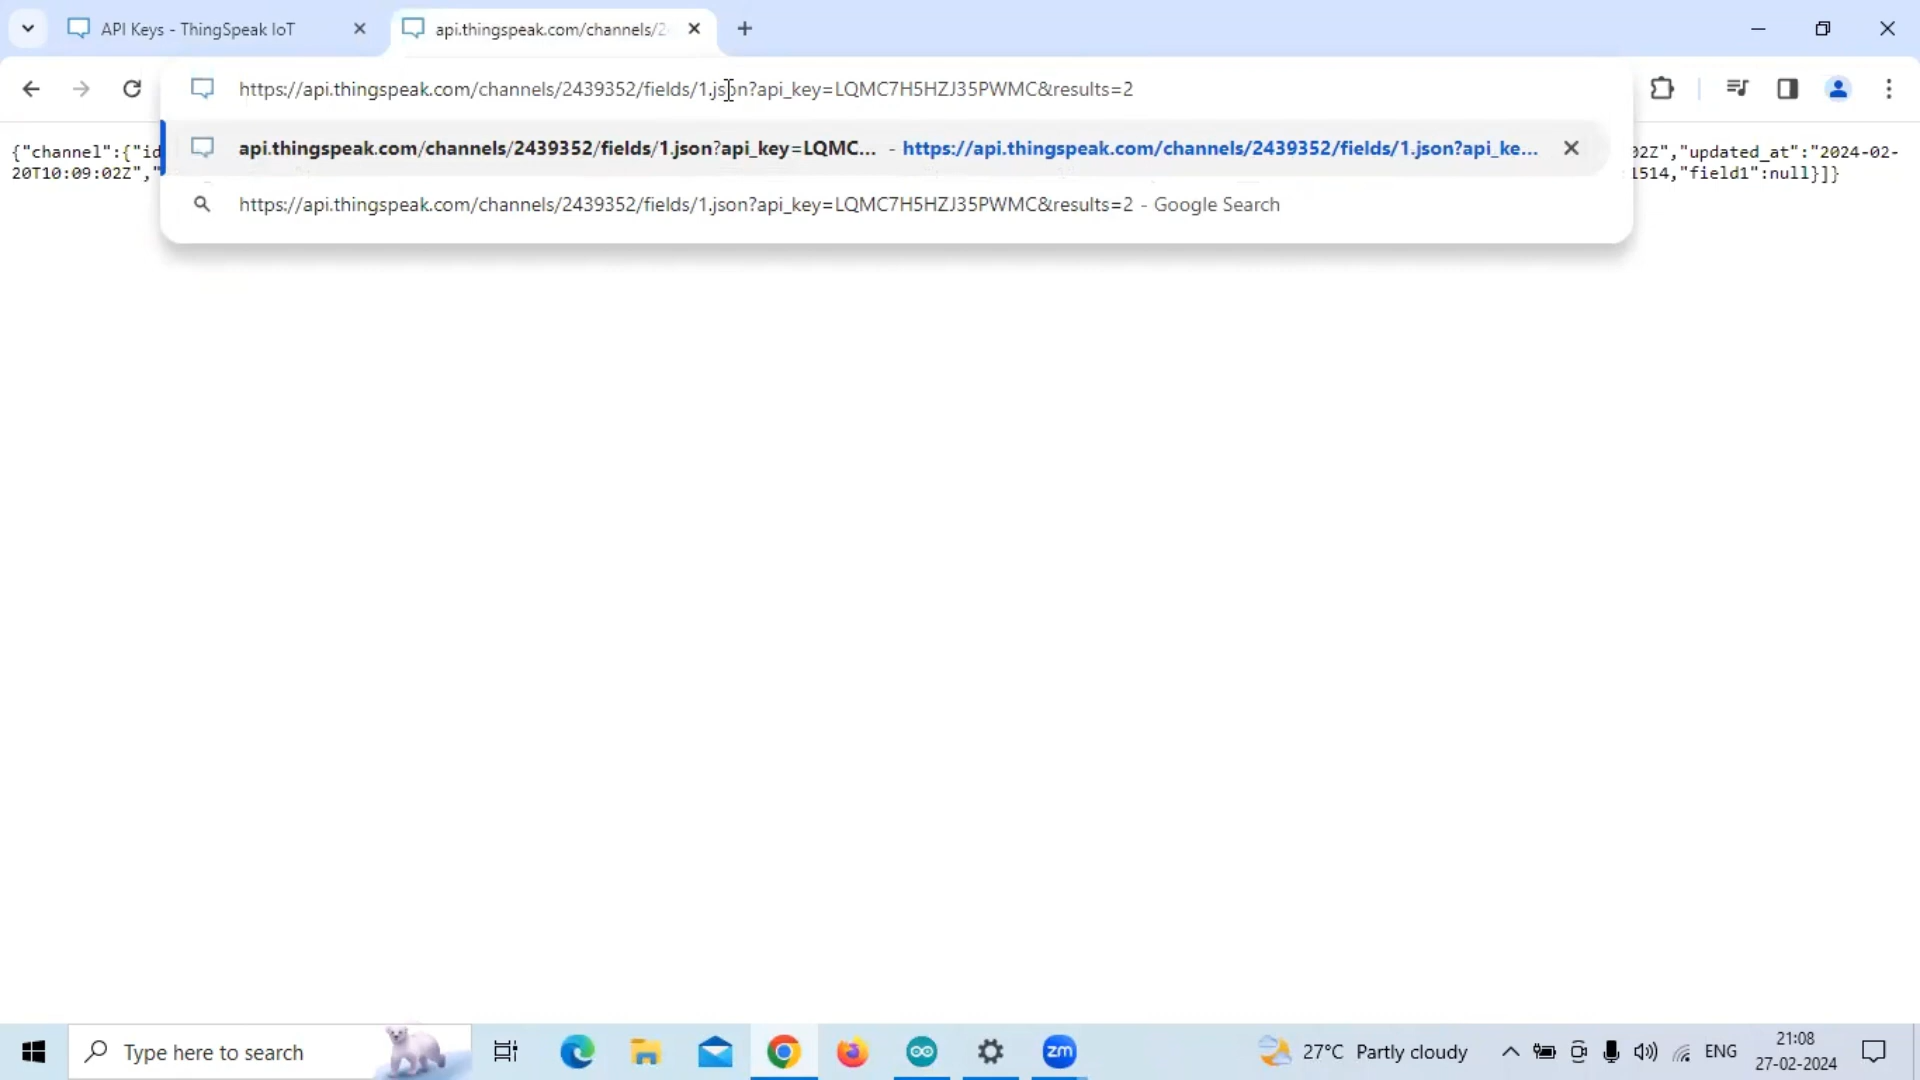 API Keys - ThingSpeak IoT
api.thingspeak.com/channels/2
https://api.thingspeak.com/channels/2439352/fields/1.json?api_key=LQMC7H5HZJ35PWMC&results=2
api.thingspeak.com/channels/2439352/fields/1.json?api_key=LQMC... - https://api.thingspeak.com/channels/2439352/fields/1.json?api_ke...
https://api.thingspeak.com/channels/2439352/fields/1.json?api_key=LQMC7H5HZJ35PWMC&results=2 - Google Search
{"channel":{"id 02Z","updated_at":"2024-02-
20T10:09:02Z"," 1514,"field1":null}]}
Type here to search
zm
27°C Partly cloudy
ENG
21:08
27-02-2024